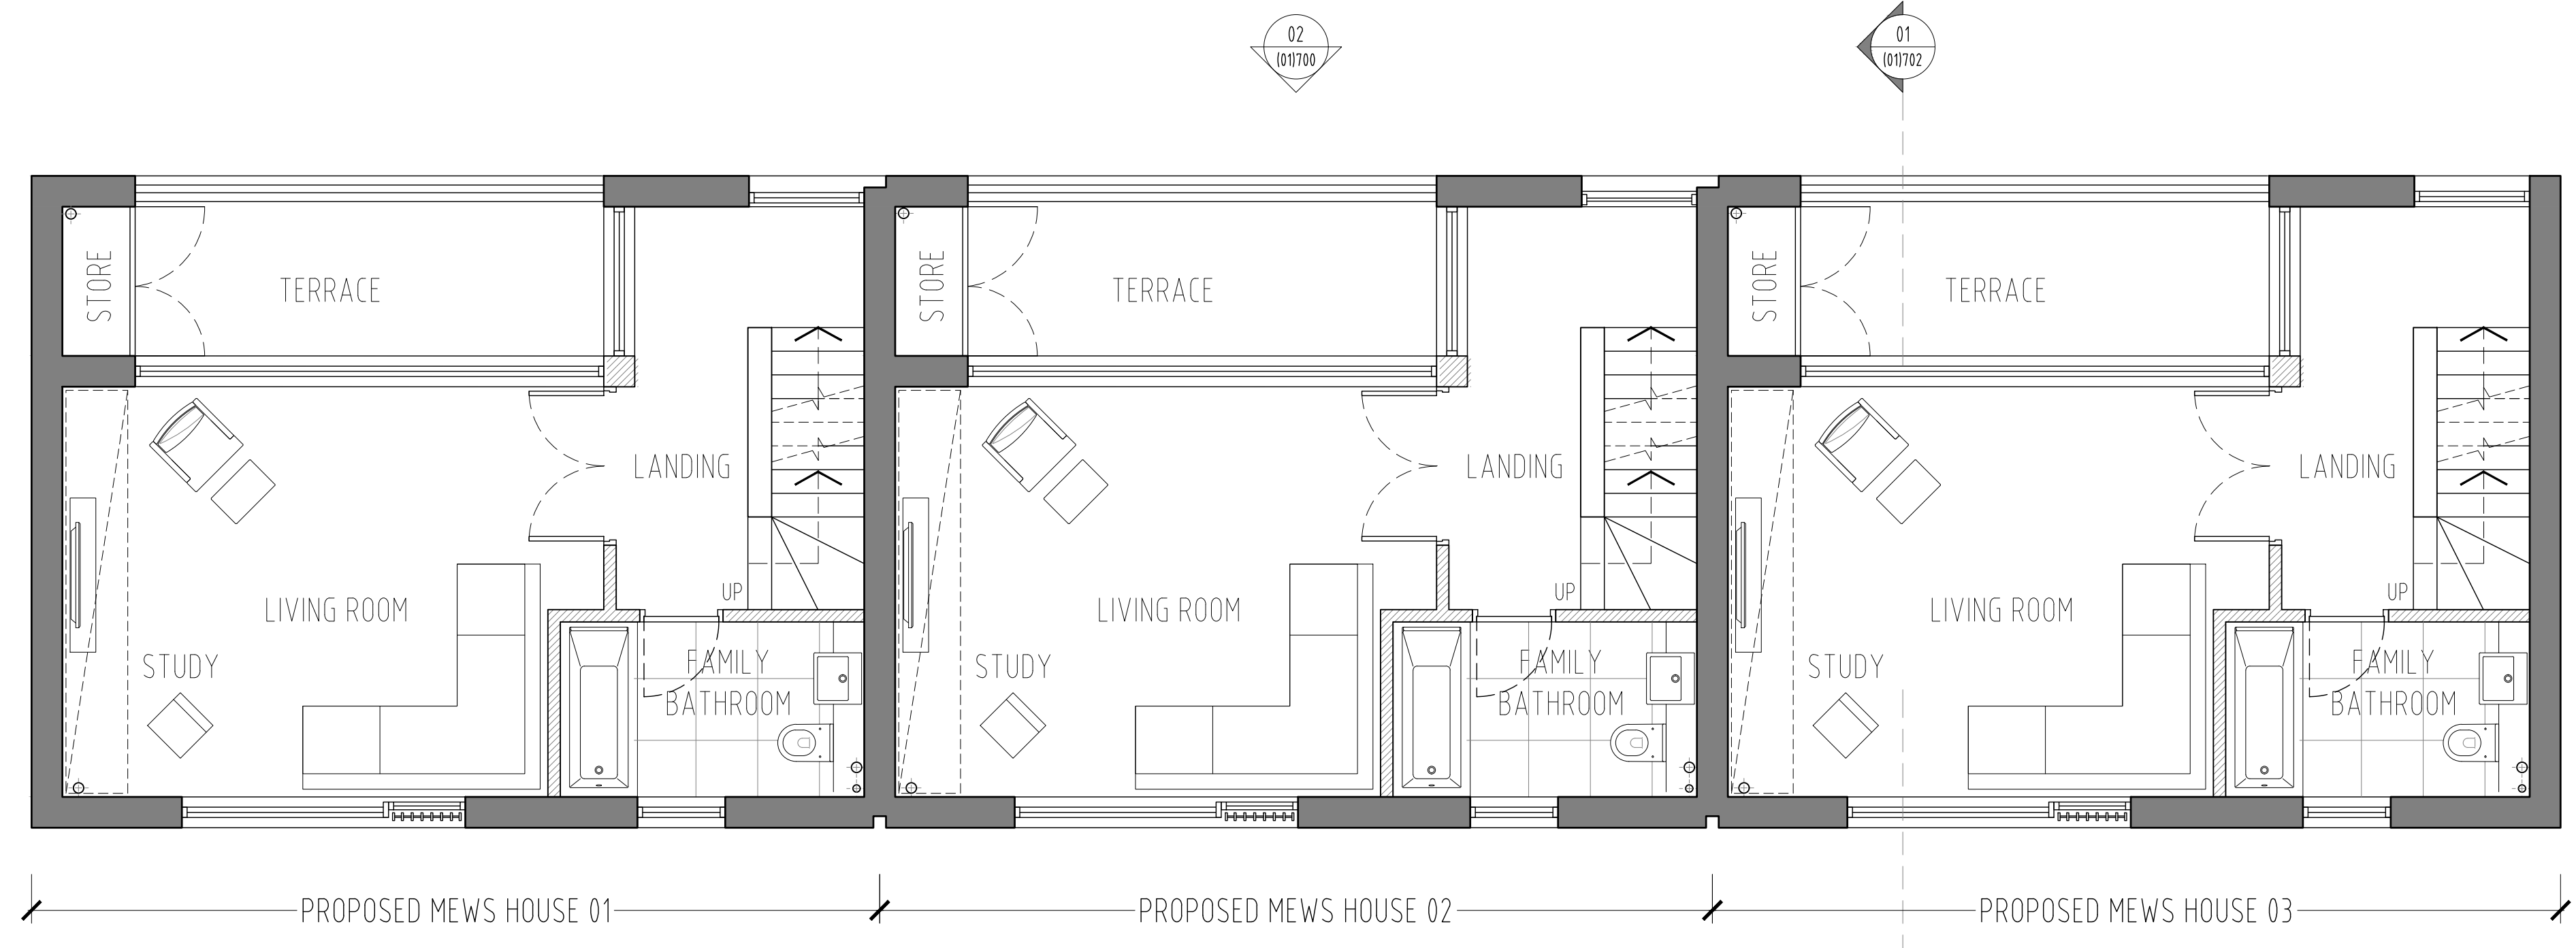 02
(01)700
01
(01)702
STORE
TERRACE
STORE
TERRACE
STORE
TERRACE
LANDING
LANDING
LANDING
UP
UP
UP
LIVING ROOM
LIVING ROOM
LIVING ROOM
STUDY
FAMILY
BATHROOM
STUDY
FAMILY
BATHROOM
STUDY
FAMILY
BATHROOM
PROPOSED MEWS HOUSE 01
PROPOSED MEWS HOUSE 02
PROPOSED MEWS HOUSE 03